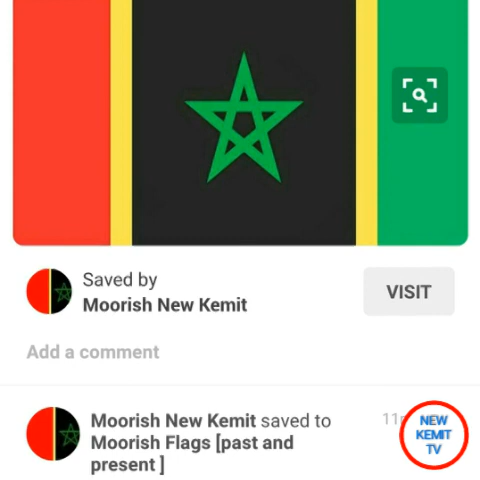 Saved by
Moorish New Kemit
VISIT
Add a comment
Moorish New Kemit saved to
Moorish Flags [past and
present ]
NEW
KEMIT
TV